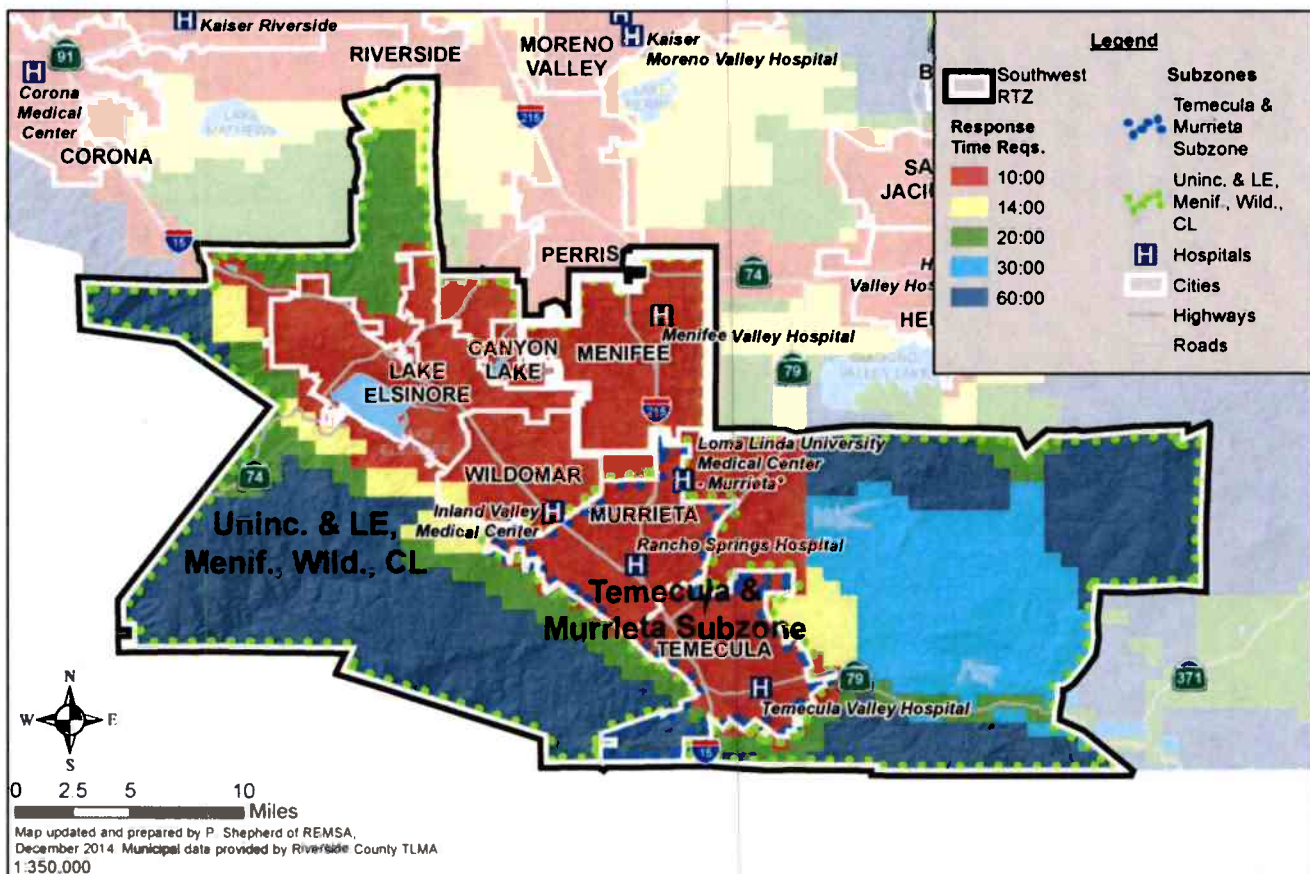 Kaiser Riverside
RIVERSIDE
MORENO
VALLEY
Kaiser
Moreno Valley Hospital
91
Corona
Medical
Center
CORONA
LAKE
MATHEWS
215
15
PERRIS
74
SA
JACI
Valley Hos
HE
79
Menifee Valley Hospital
CANYON
LAKE
MENIFEE
LAKE
ELSINORE
215
Loma Linda University
Medical Center
- Murrieta*
WILDOMAR
74
Inland Valley
Medical Center
MURRIETA
Uninc. & LE,
Menif., Wild., CL
Rancho Springs Hospital
Temecula &
Murrieta Subzone
TEMECULA
79
371
Temecula Valley Hospital
15
Legend
Southwest
RTZ
Response
Time Reqs.
10:00
14:00
20:00
30:00
60:00
Subzones
Temecula &
Murrieta
Subzone
Uninc. & LE,
Menif., Wild.,
CL
H Hospitals
Cities
Highways
Roads
N
W E
S
0 2.5 5 10
Miles
Map updated and prepared by P. Shepherd of REMSA,
December 2014. Municipal data provided by Riverside County TLMA
1:350,000